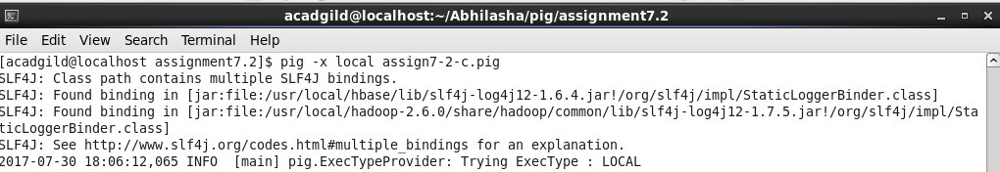 acadgild@localhost:~/Abhilasha/pig/assignment7.2
File Edit View Search Terminal Help
[acadgild@localhost assignment7.2]$ pig -x local assign7-2-c.pig
SLF4J: Class path contains multiple SLF4J bindings.
SLF4J: Found binding in [jar:file:/usr/local/hbase/lib/slf4j-log4j12-1.6.4.jar!/org/slf4j/impl/StaticLoggerBinder.class]
SLF4J: Found binding in [jar:file:/usr/local/hadoop-2.6.0/share/hadoop/common/lib/slf4j-log4j12-1.7.5.jar!/org/slf4j/impl/Sta
ticLoggerBinder.class]
SLF4J: See http://www.slf4j.org/codes.html#multiple_bindings for an explanation.
2017-07-30 18:06:12,065 INFO  [main] pig.ExecTypeProvider: Trying ExecType : LOCAL